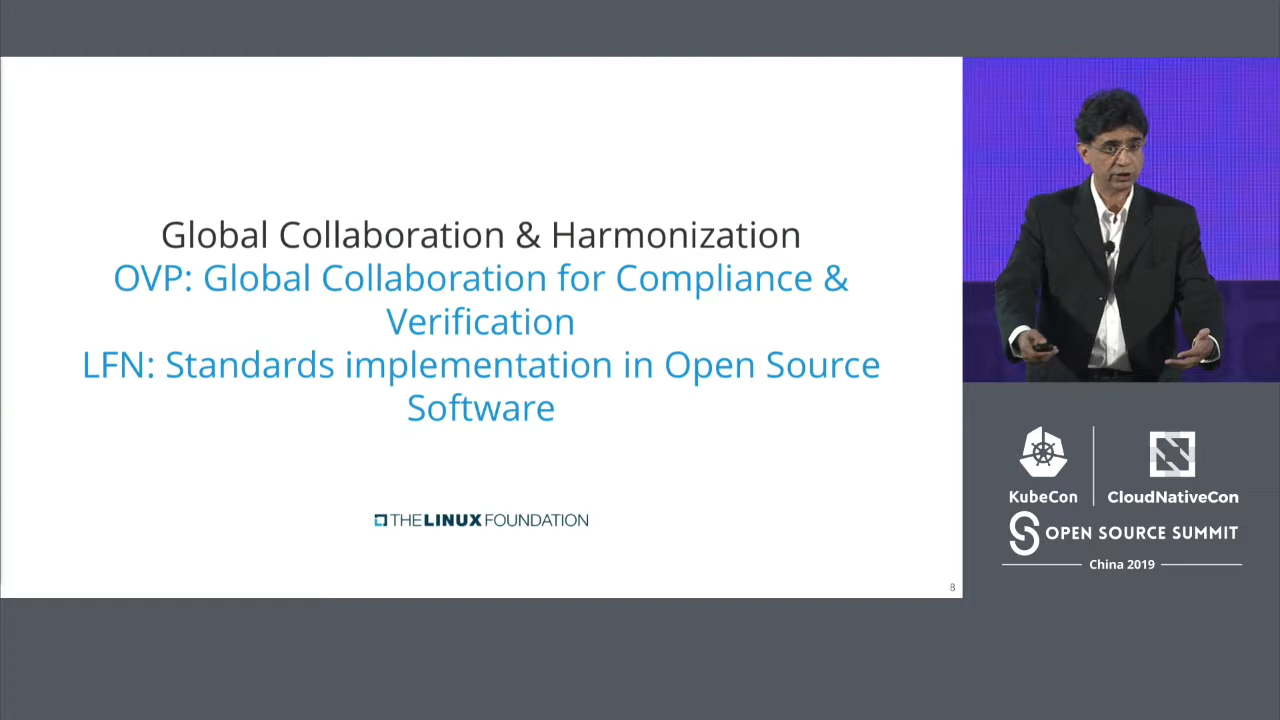 Global Collaboration & Harmonization
OVP: Global Collaboration for Compliance &
Verification
LFN: Standards implementation in Open Source
Software
THE LINUX FOUNDATION
8
KubeCon
CloudNativeCon
OPEN SOURCE SUMMIT
China 2019